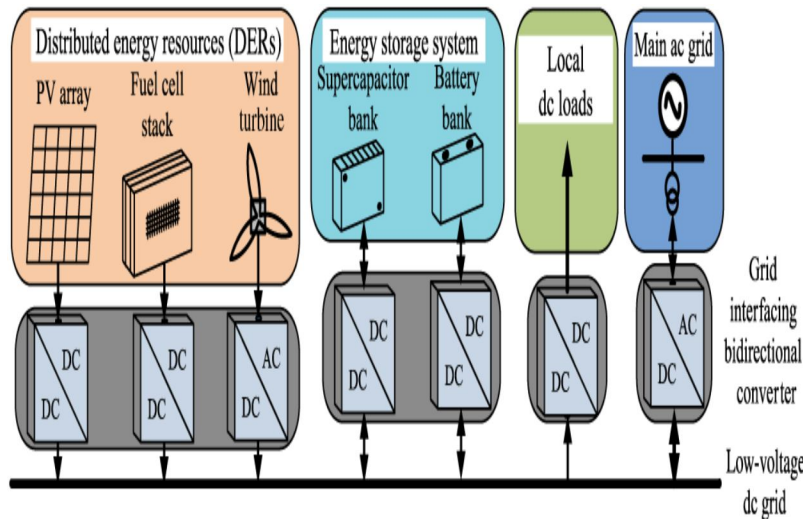 Distributed energy resources (DERs)
PV array
Fuel cell
stack
Wind
turbine
Energy storage system
Supercapacitor
bank
Battery
bank
Local
dc loads
Main ac grid
DC
DC
DC
DC
AC
DC
DC
DC
DC
DC
DC
DC
AC
DC
Grid
interfacing
bidirectional
converter
Low-voltage
dc grid